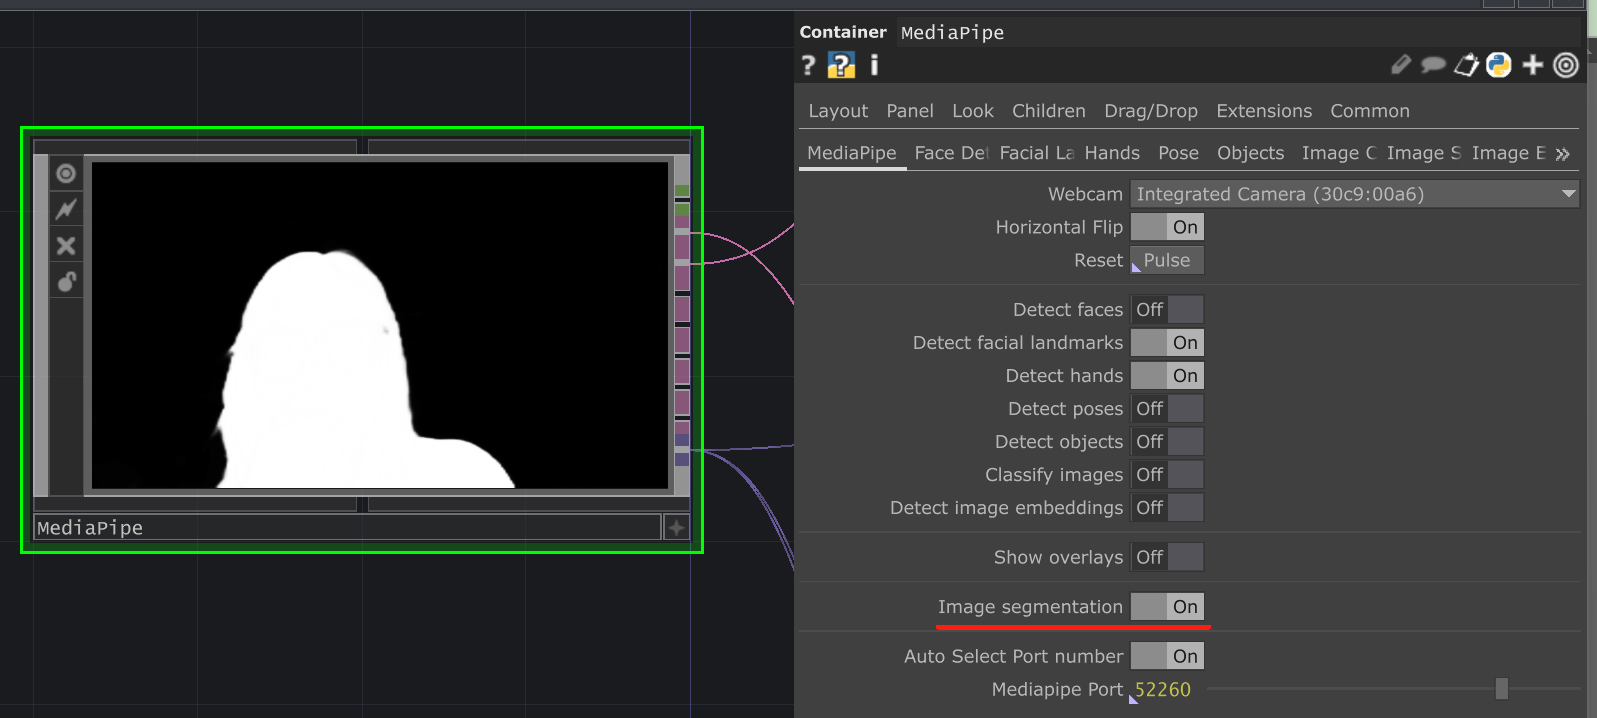 Container MediaPipe
? ? i
Layout Panel Look Children Drag/Drop Extensions Common
MediaPipe Face Det Facial La Hands Pose Objects Image C Image S Image E »
Webcam Integrated Camera (30c9:00a6)
Horizontal Flip On
Reset Pulse
Detect faces Off
Detect facial landmarks On
Detect hands On
Detect poses Off
Detect objects Off
Classify images Off
Detect image embeddings Off
Show overlays Off
Image segmentation On
Auto Select Port number On
Mediapipe Port 52260
MediaPipe